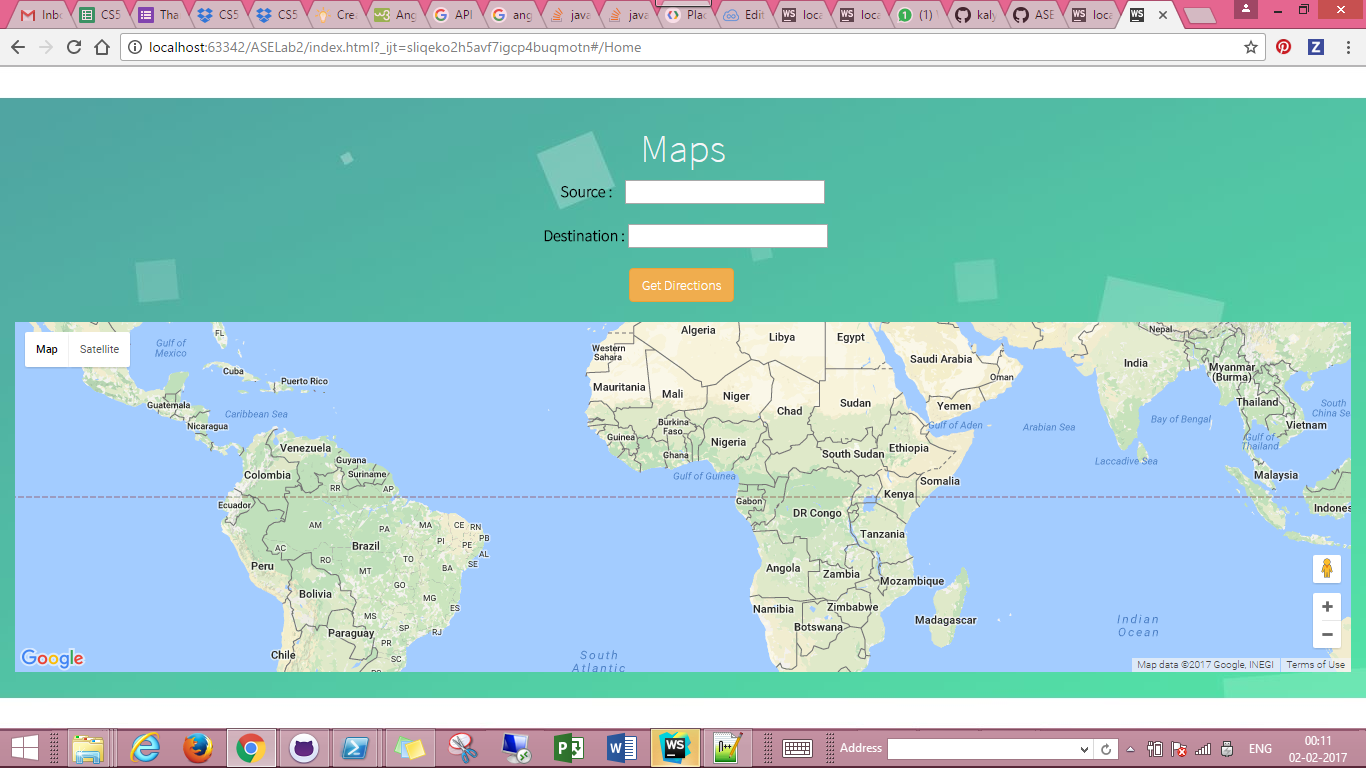 Inbo
CS5
Tha
CS5
CS5
Cre
Ang
API
ang
java
java
Pla
Edit
loca
loca
(1)
kaly
ASE
loca
localhost:63342/ASELab2/index.html?_ijt=sliqeko2h5avf7igcp4buqmotn#/Home
Maps
Source :
Destination :
Get Directions
Map
Satellite
Gulf of
Mexico
FL
Cuba
Puerto Rico
Guatemala
Caribbean Sea
Nicaragua
Venezuela
Guyana
Colombia
Suriname
RR
AP
Ecuador
AM
PA
MA
CE
RN
PB
PI
PE
AL
AC
Brazil
TO
SE
RO
BA
Peru
MT
GO
Bolivia
MG
ES
MS
SP
RJ
Paraguay
PR
SC
Chile
South
Atlantic
Algeria
Libya
Egypt
Western
Sahara
Saudi Arabia
Oman
Mauritania
Mali
Niger
Chad
Sudan
Yemen
Gulf of Aden
Burkina
Faso
Guinea
Ghana
Nigeria
Ethiopia
South Sudan
Gulf of Guinea
Somalia
Kenya
Gabon
DR Congo
Tanzania
Angola
Zambia
Mozambique
Namibia
Zimbabwe
Botswana
Madagascar
Nepal
India
Myanmar
(Burma)
Thailand
South
China Se
Bay of Bengal
Vietnam
Arabian Sea
Gulf of
Thailand
Laccadive Sea
Malaysia
Indones
Indian
Ocean
+
−
Google
Map data ©2017 Google, INEGI
Terms of Use
Address
ENG
00:11
02-02-2017